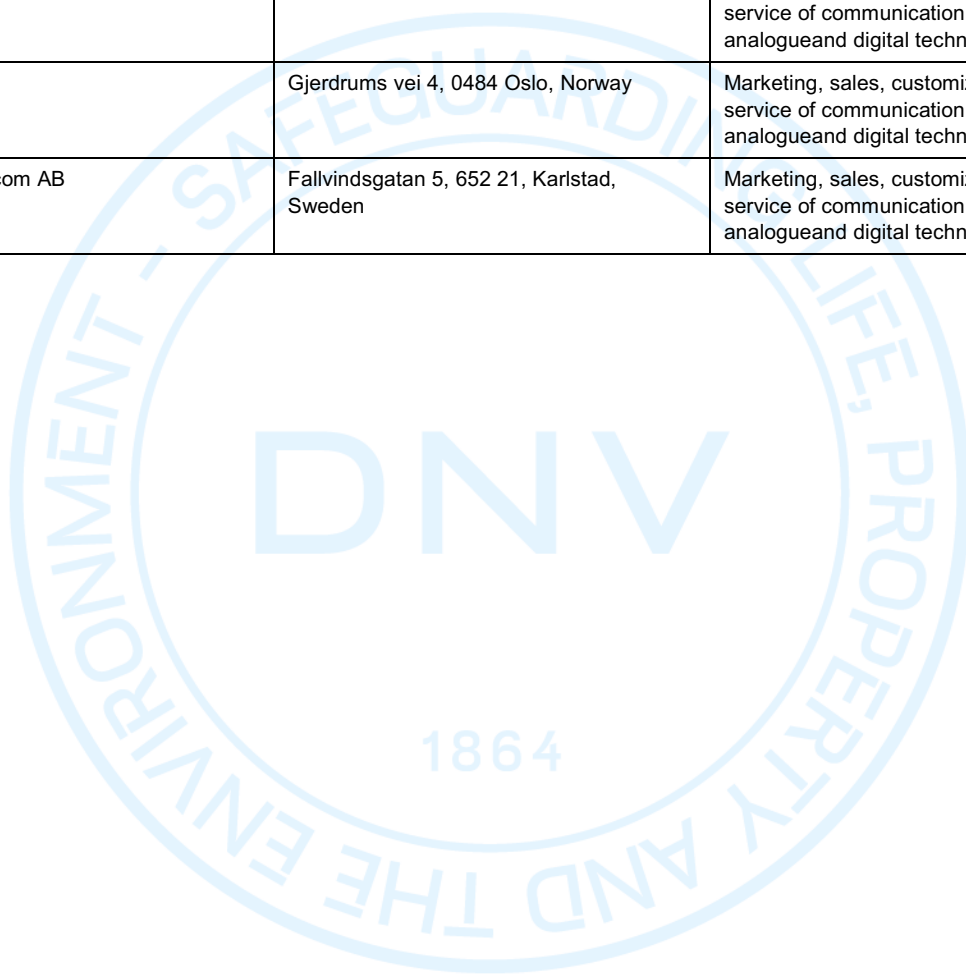 service of communication
analogueand digital techn
Gjerdrums vei 4, 0484 Oslo, Norway
Marketing, sales, customi
service of communication
analogueand digital techn
com AB
Fallvindsgatan 5, 652 21, Karlstad,
Sweden
Marketing, sales, customi
service of communication
analogueand digital techn
SAFEGUARDING LIFE, PROPERTY AND THE ENVIRONMENT -
DNV
1864